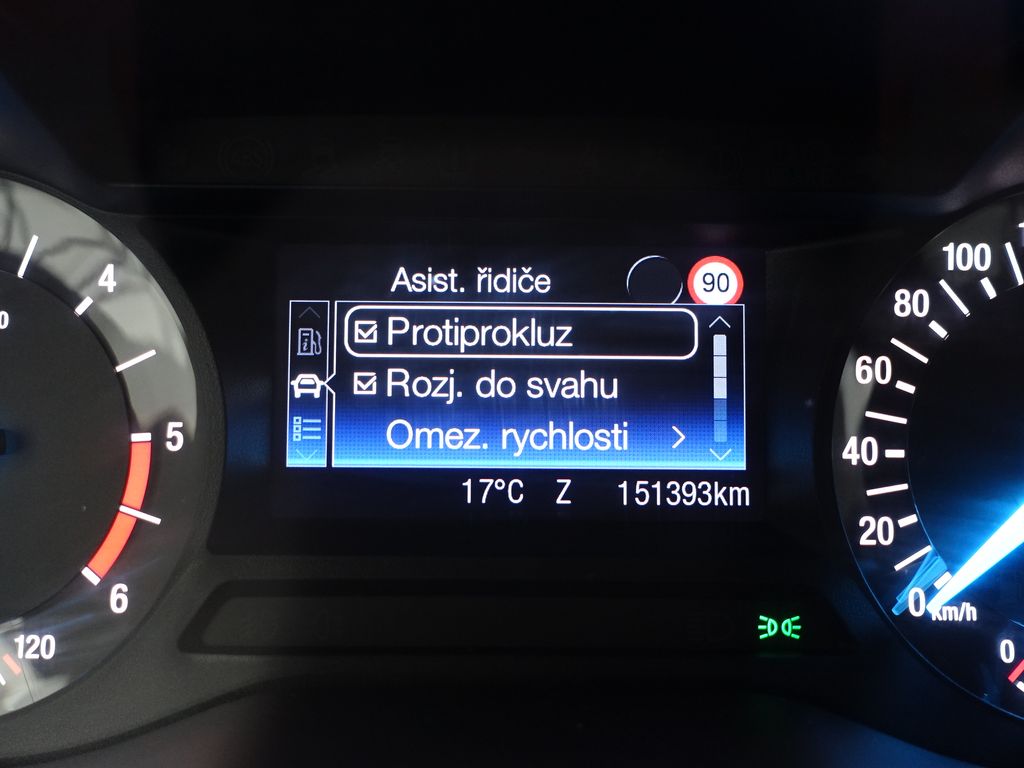 Asist. řidiče
90
Protiprokluz
Rozj. do svahu
Omez. rychlosti
17°C Z 151393km
4
5
6
120
100
80
60
40
20
0
km/h
0